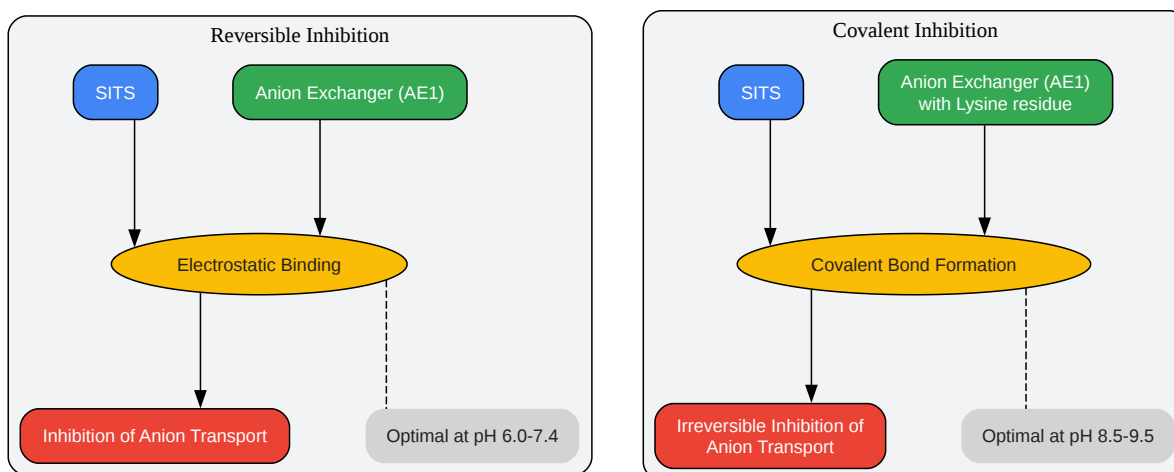 Reversible Inhibition
SITS
Anion Exchanger (AE1)
Electrostatic Binding
Inhibition of Anion Transport
Optimal at pH 6.0-7.4
Covalent Inhibition
SITS
Anion Exchanger (AE1)
with Lysine residue
Covalent Bond Formation
Irreversible Inhibition of
Anion Transport
Optimal at pH 8.5-9.5